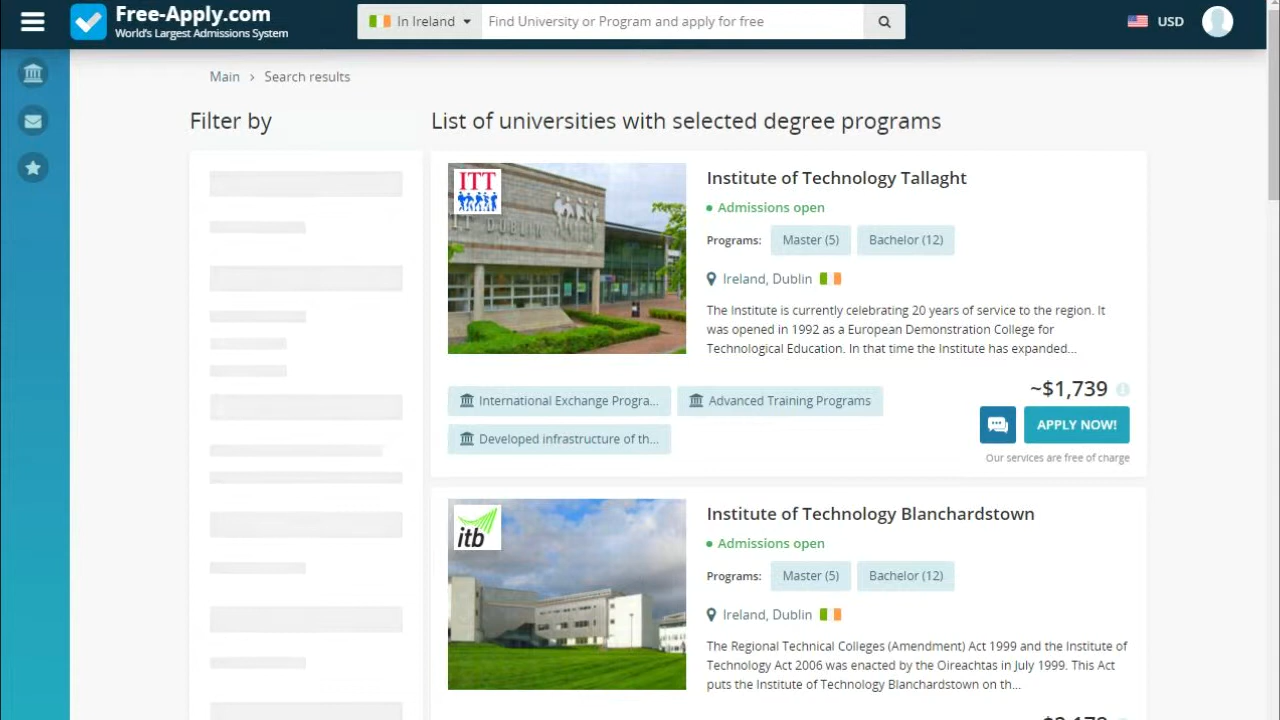 Free-Apply.com
World's Largest Admissions System
In Ireland
Find University or Program and apply for free
USD
Main > Search results
Filter by
List of universities with selected degree programs
ITT
Institute of Technology Tallaght
Admissions open
Programs: Master (5) Bachelor (12)
Ireland, Dublin
The Institute is currently celebrating 20 years of service to the region. It
was opened in 1992 as a European Demonstration College for
Technological Education. In that time the Institute has expanded...
International Exchange Progra... Advanced Training Programs
Developed infrastructure of th...
~$1,739
APPLY NOW!
Our services are free of charge
itb
Institute of Technology Blanchardstown
Admissions open
Programs: Master (5) Bachelor (12)
Ireland, Dublin
The Regional Technical Colleges (Amendment) Act 1999 and the Institute of
Technology Act 2006 was enacted by the Oireachtas in July 1999. This Act
puts the Institute of Technology Blanchardstown on th...